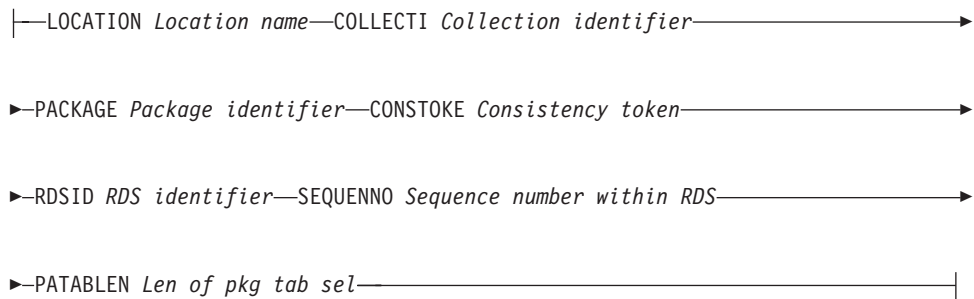 LOCATION Location name COLLECTI Collection identifier
PACKAGE Package identifier CONSTOKE Consistency token
RDSID RDS identifier SEQUENNO Sequence number within RDS
PATABLEN Len of pkg tab sel